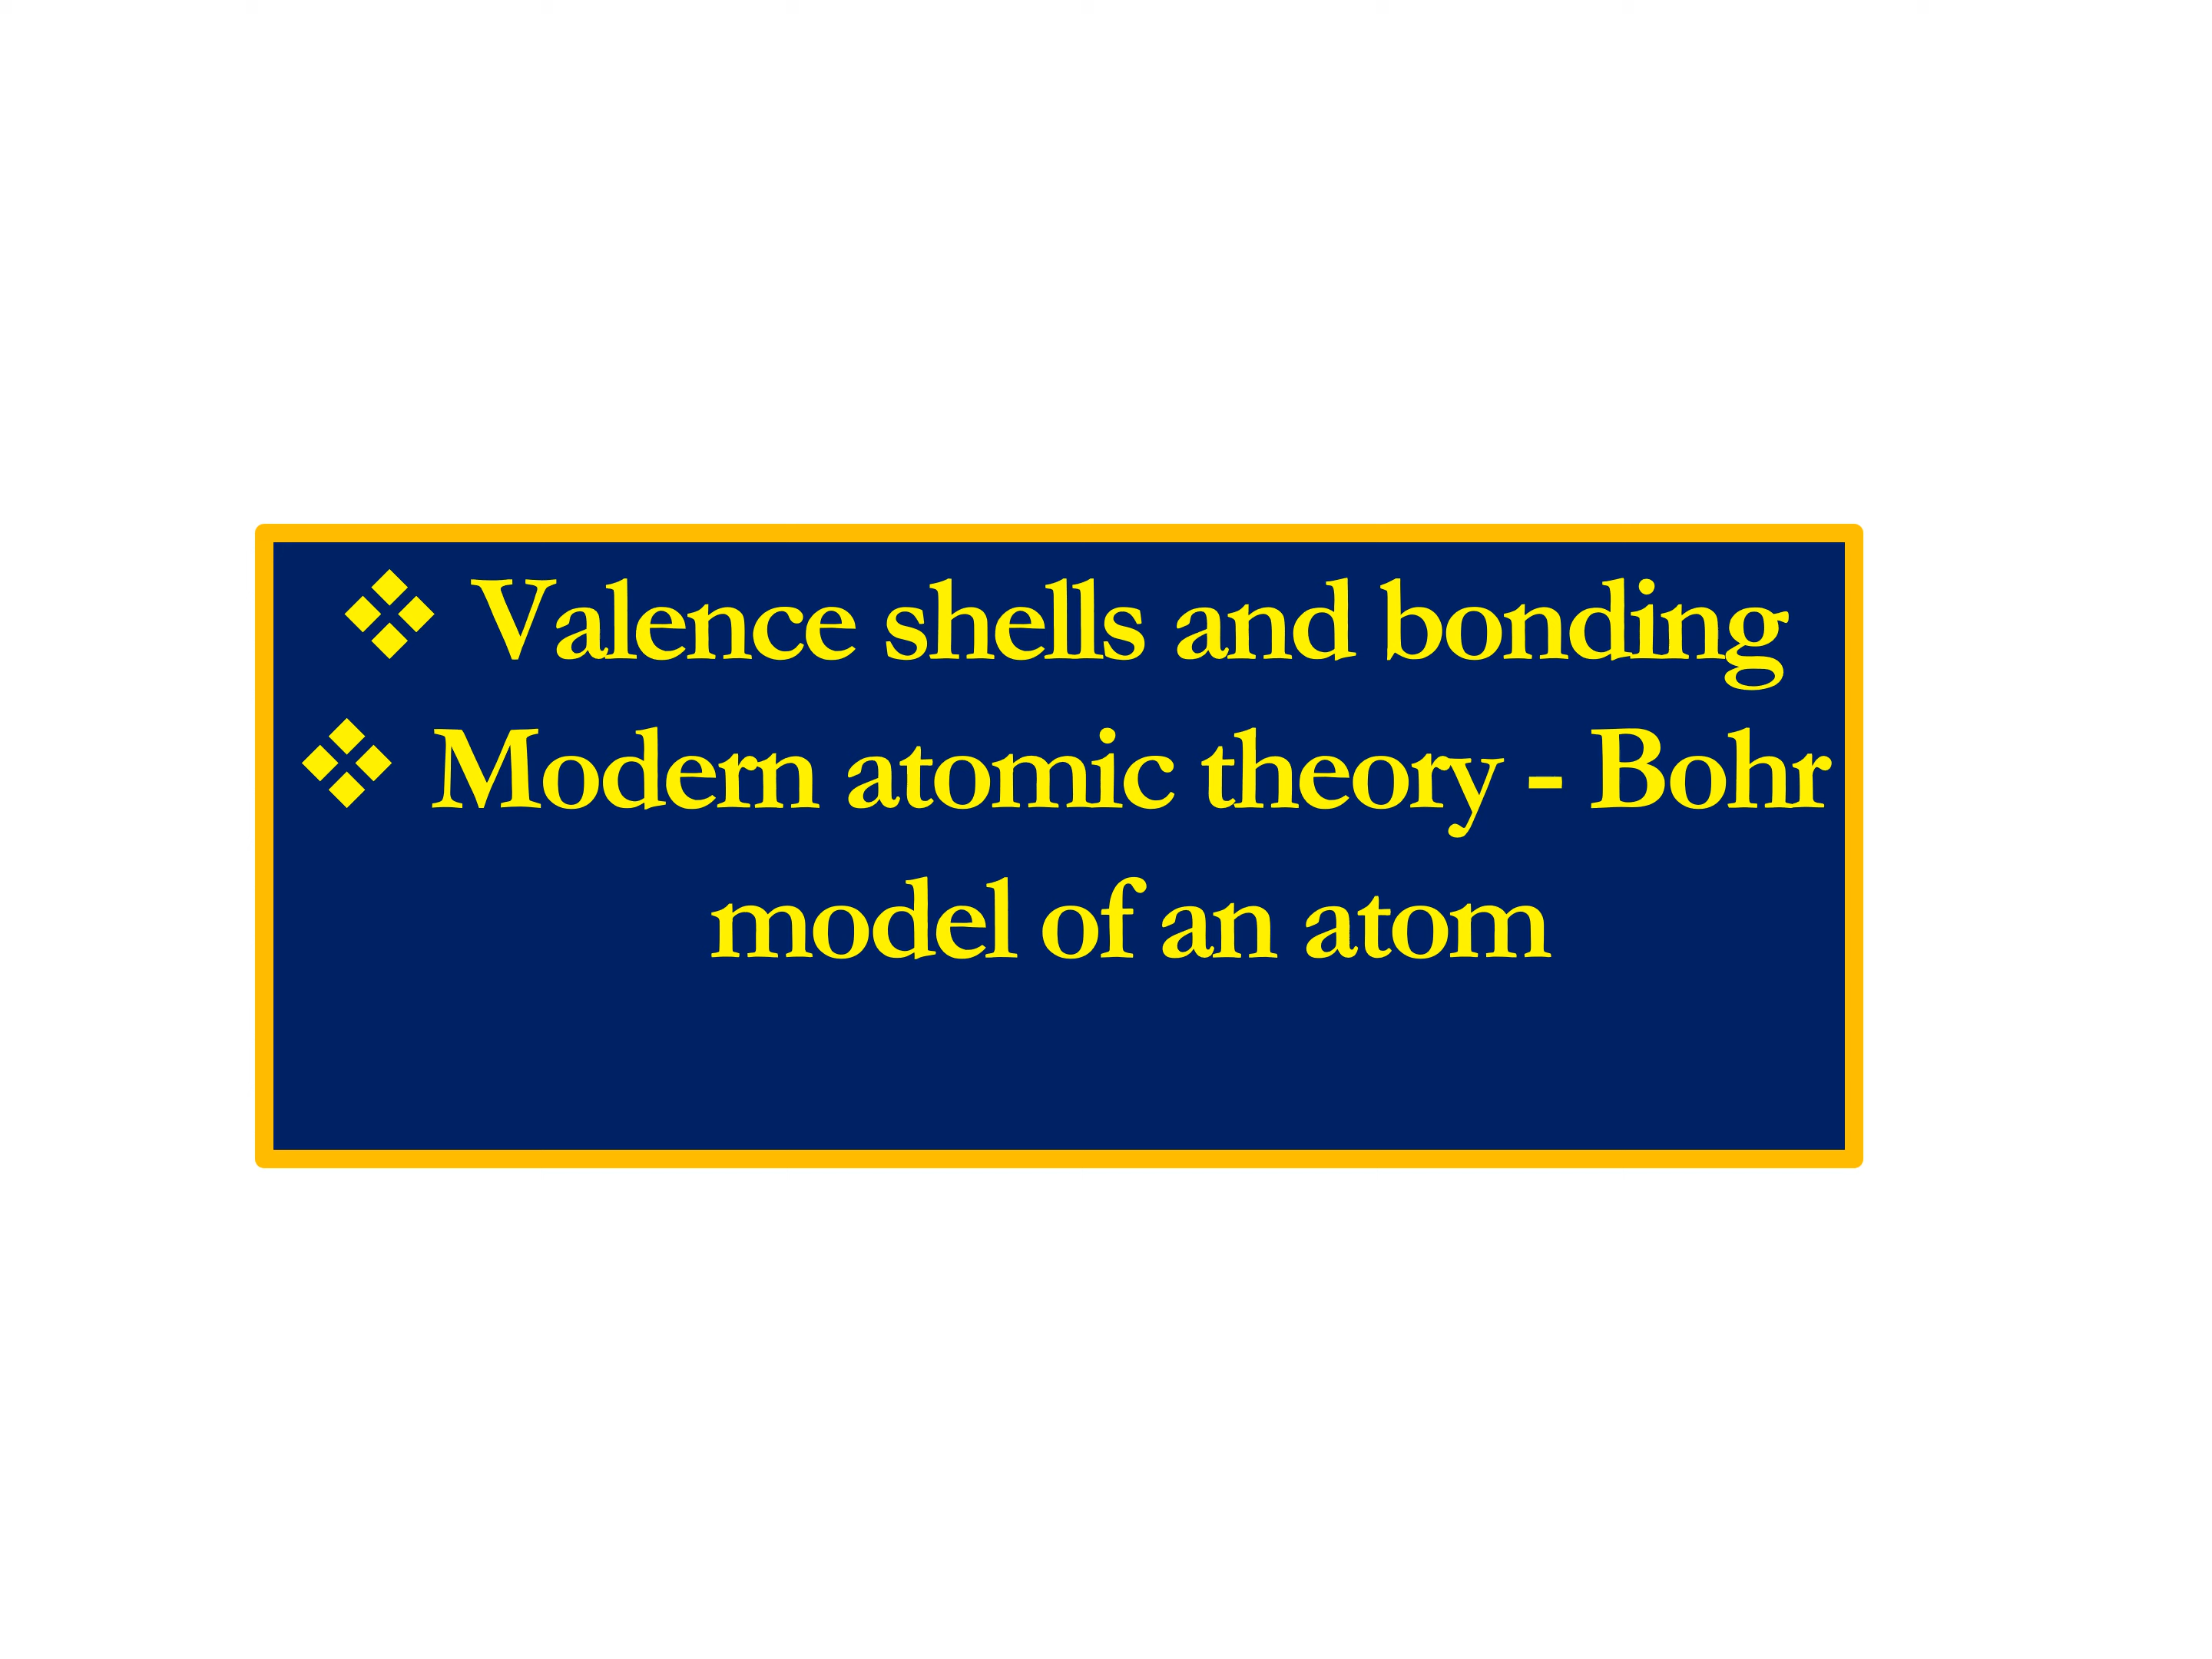 ❖ Valence shells and bonding
❖ Modern atomic theory - Bohr
model of an atom